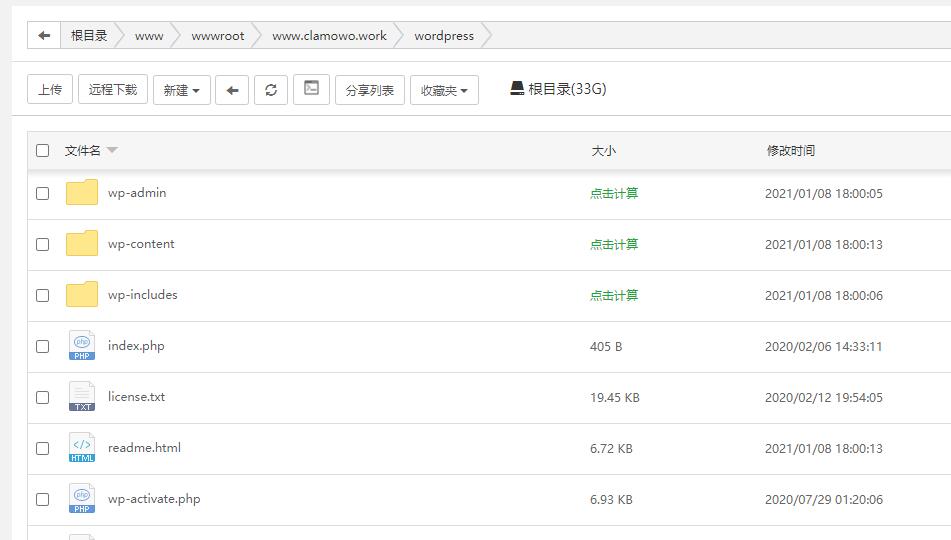 根目录 www wwwroot www.clamowo.work wordpress
上传 远程下载 新建 分享列表 收藏夹 根目录(33G)
文件名 大小 修改时间
wp-admin 点击计算 2021/01/08 18:00:05
wp-content 点击计算 2021/01/08 18:00:13
wp-includes 点击计算 2021/01/08 18:00:06
php PHP index.php 405 B 2020/02/06 14:33:11
TXT license.txt 19.45 KB 2020/02/12 19:54:05
</> HTML readme.html 6.72 KB 2021/01/08 18:00:13
php PHP wp-activate.php 6.93 KB 2020/07/29 01:20:06